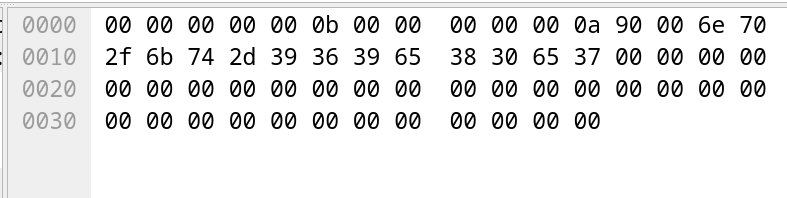 0000 00 00 00 00 00 0b 00 00 00 00 00 0a 90 00 6e 70
0010 2f 6b 74 2d 39 36 39 65 38 30 65 37 00 00 00 00
0020 00 00 00 00 00 00 00 00 00 00 00 00 00 00 00 00
0030 00 00 00 00 00 00 00 00 00 00 00 00